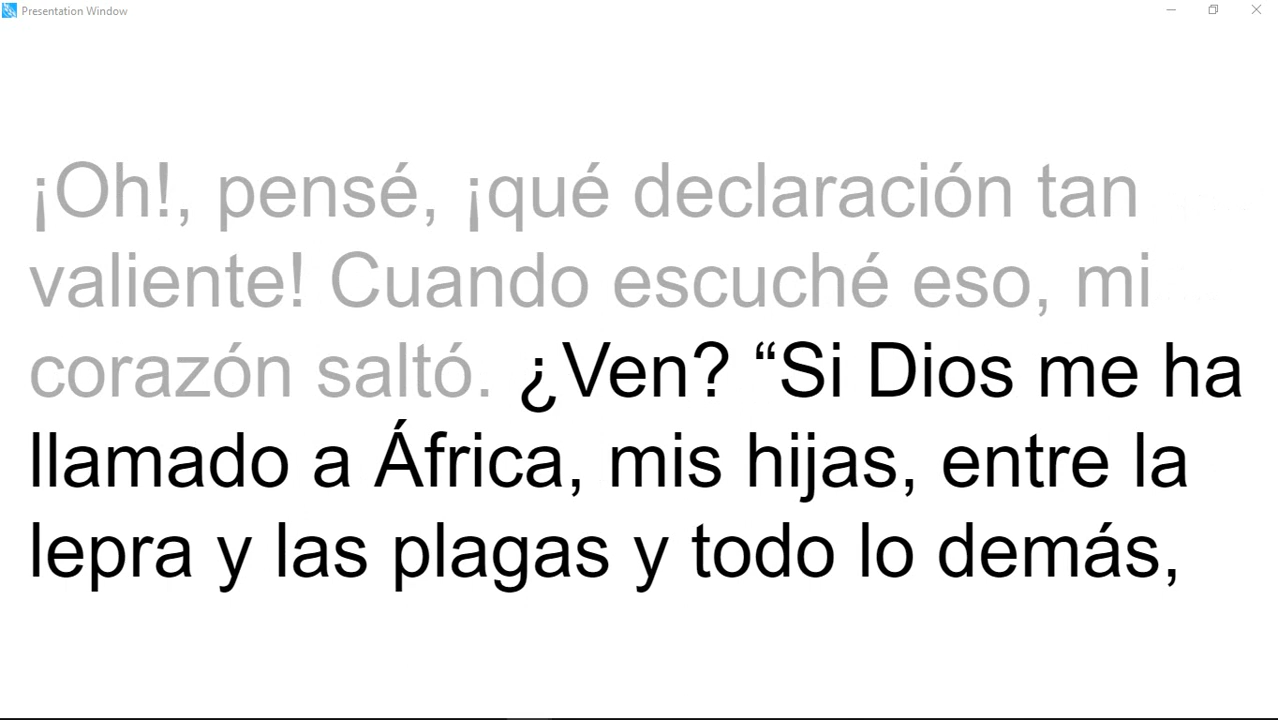 Presentation Window
¡Oh!, pensé, ¡qué declaración tan
valiente! Cuando escuché eso, mi
corazón saltó. ¿Ven? “Si Dios me ha
llamado a África, mis hijas, entre la
lepra y las plagas y todo lo demás,